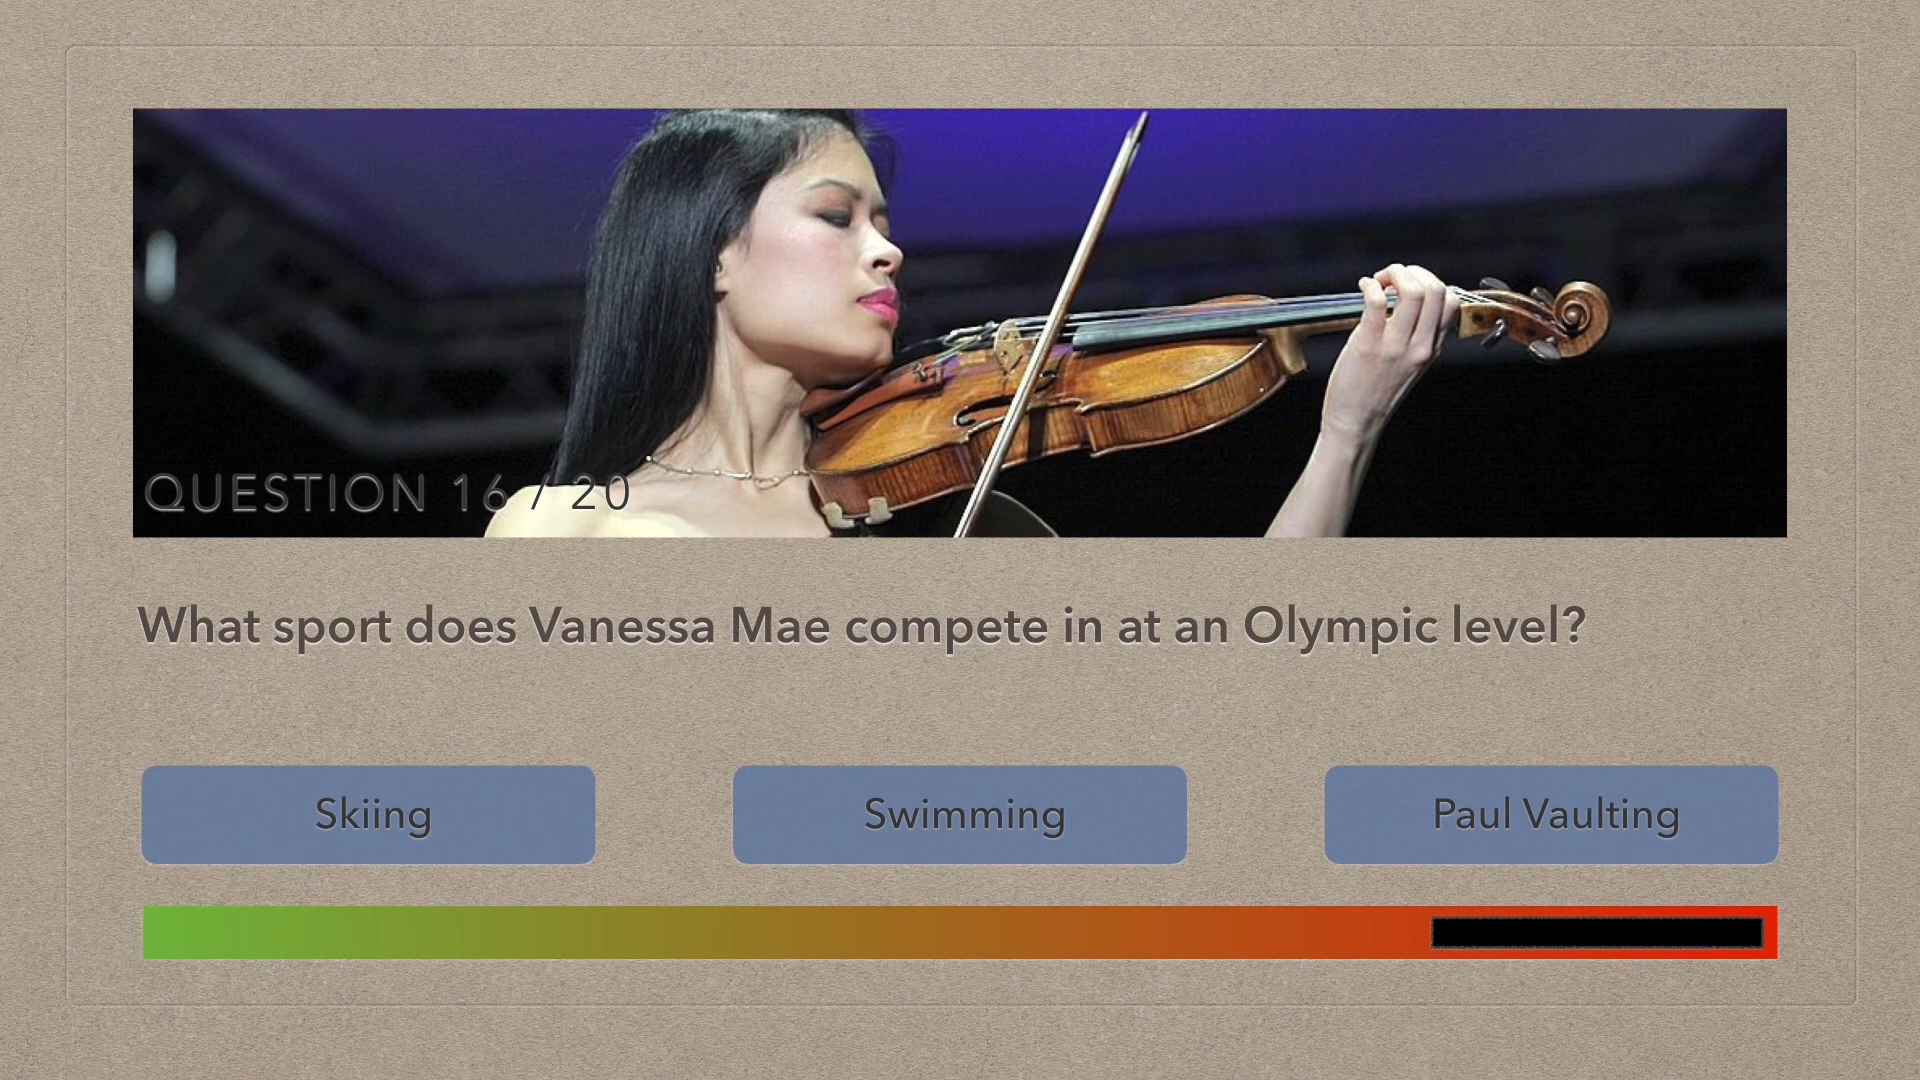 QUESTION 16 / 20
What sport does Vanessa Mae compete in at an Olympic level?
Skiing
Swimming
Paul Vaulting